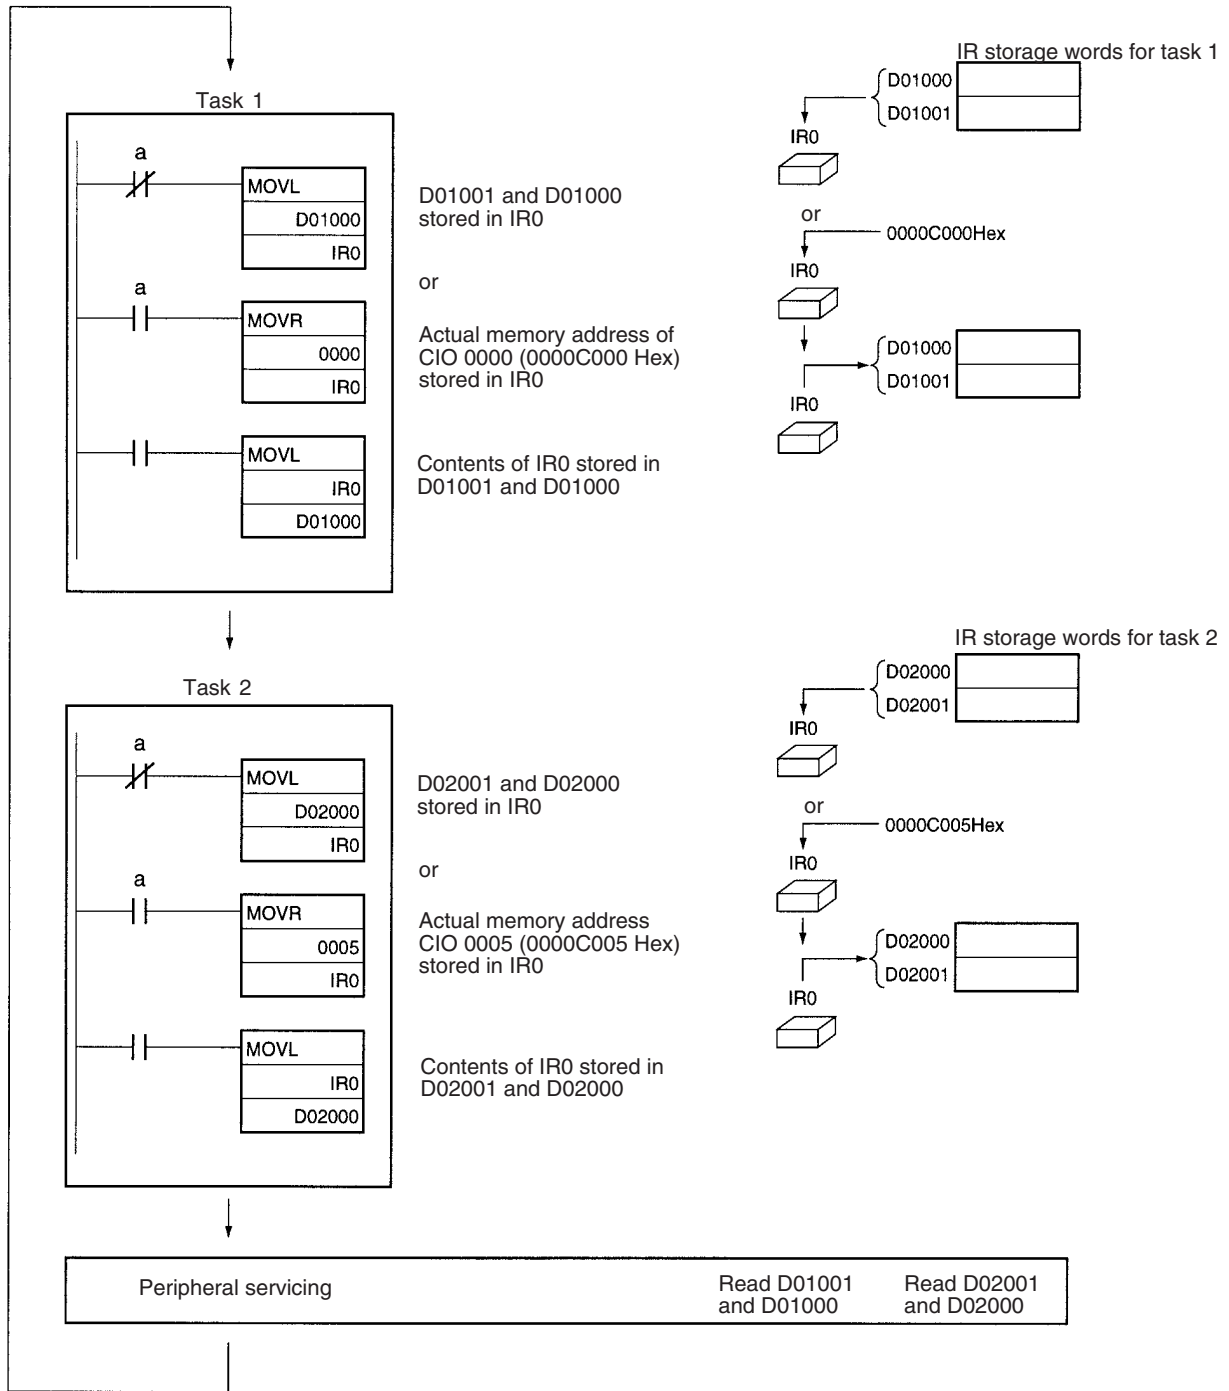 IR storage words for task 1
Task 1
D01000
D01001
IR0
a
MOVL
D01000
IR0
D01001 and D01000
stored in IR0
or
0000C000Hex
IR0
or
a
MOVR
0000
IR0
Actual memory address of
CIO 0000 (0000C000 Hex)
stored in IR0
D01000
D01001
IR0
MOVL
IR0
D01000
Contents of IR0 stored in
D01001 and D01000
IR storage words for task 2
Task 2
D02000
D02001
IR0
a
MOVL
D02000
IR0
D02001 and D02000
stored in IR0
or
0000C005Hex
IR0
or
a
MOVR
0005
IR0
Actual memory address
CIO 0005 (0000C005 Hex)
stored in IR0
D02000
D02001
IR0
MOVL
IR0
D02000
Contents of IR0 stored in
D02001 and D02000
Peripheral servicing
Read D01001
and D01000
Read D02001
and D02000